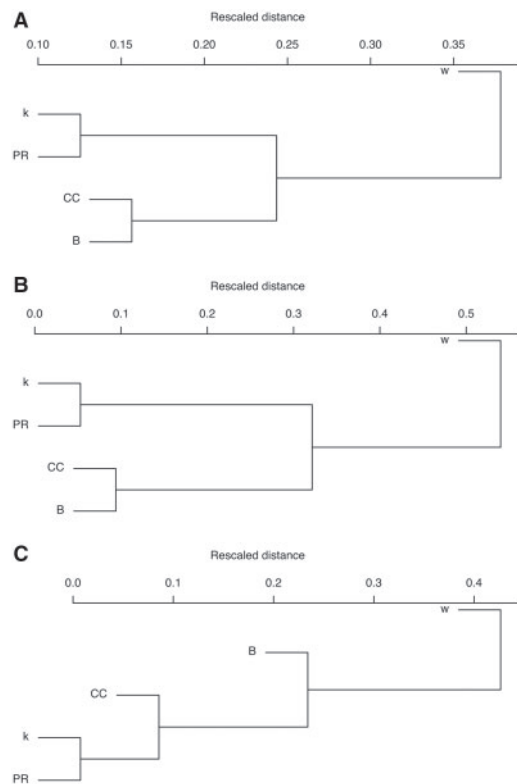 A
Rescaled distance
0.10 0.15 0.20 0.25 0.30 0.35
w
k
PR
CC
B
B
Rescaled distance
0.0 0.1 0.2 0.3 0.4 0.5
w
k
PR
CC
B
C
Rescaled distance
0.0 0.1 0.2 0.3 0.4
w
B
CC
k
PR